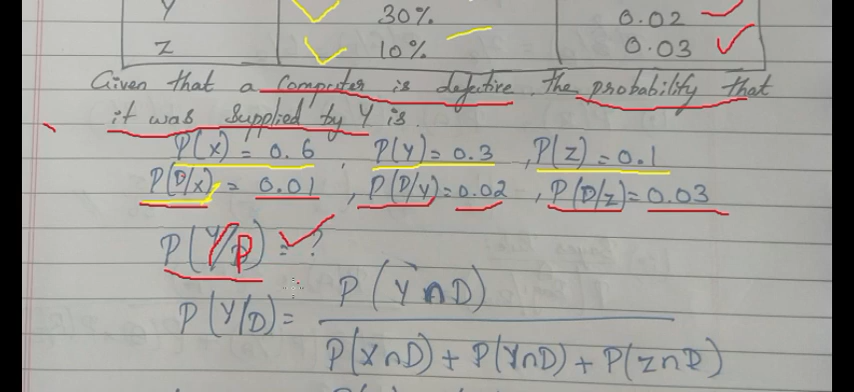 Y 30% 0.02
Z 10% 0.03
Given that a computer is defective, the probability that
it was supplied by Y is.
P(X) = 0.6, P(Y) = 0.3, P(Z) = 0.1
P(D/X) = 0.01, P(D/Y) = 0.02, P(D/Z) = 0.03
P(Y/D) = ?
P(Y/D) = P(Y∩D)
P(X∩D) + P(Y∩D) + P(Z∩D)